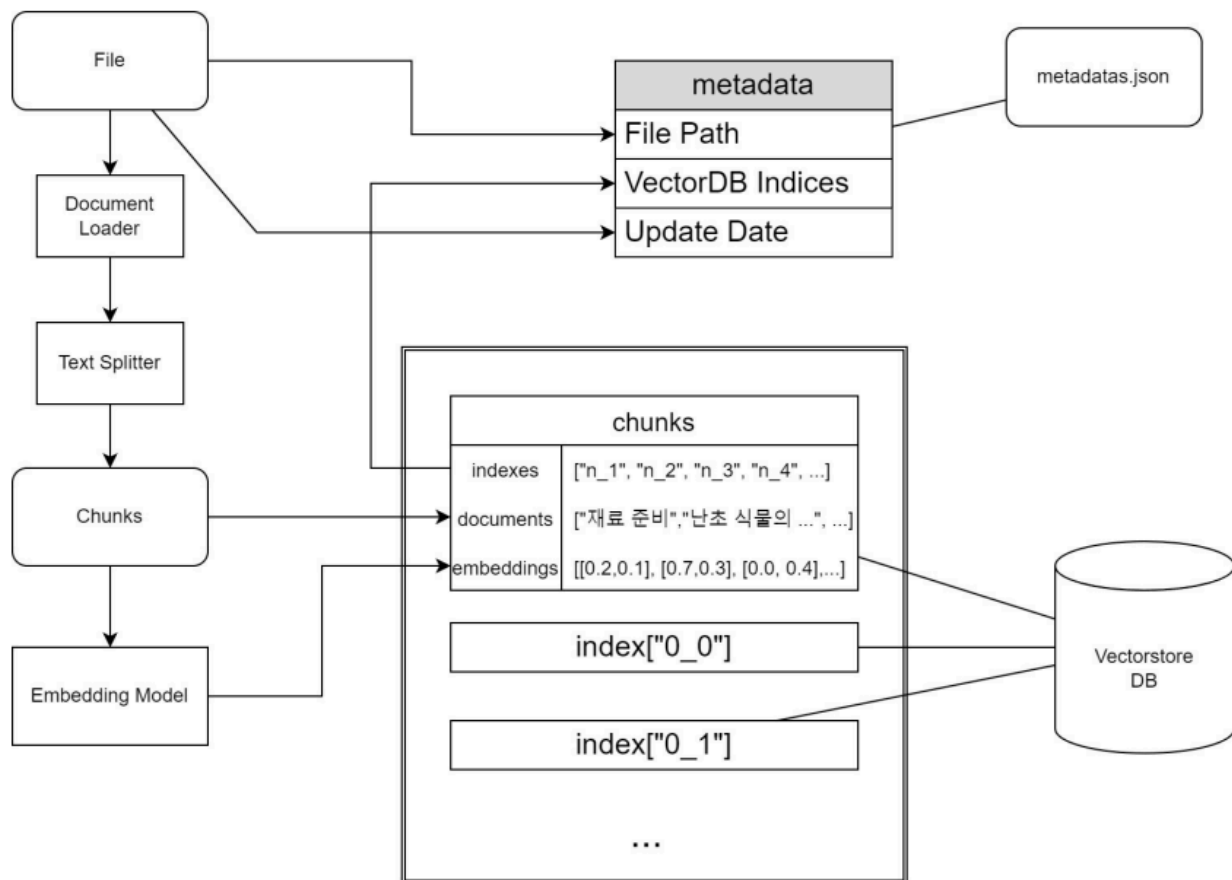 File
metadata
metadatas.json
File Path
VectorDB Indices
Update Date
Document
Loader
Text Splitter
Chunks
Embedding Model
chunks
indexes
["n_1", "n_2", "n_3", "n_4", ...]
documents
["재료 준비","난초 식물의 ...", ...]
embeddings
[[0.2,0.1], [0.7,0.3], [0.0, 0.4],...]
index["0_0"]
index["0_1"]
...
Vectorstore
DB